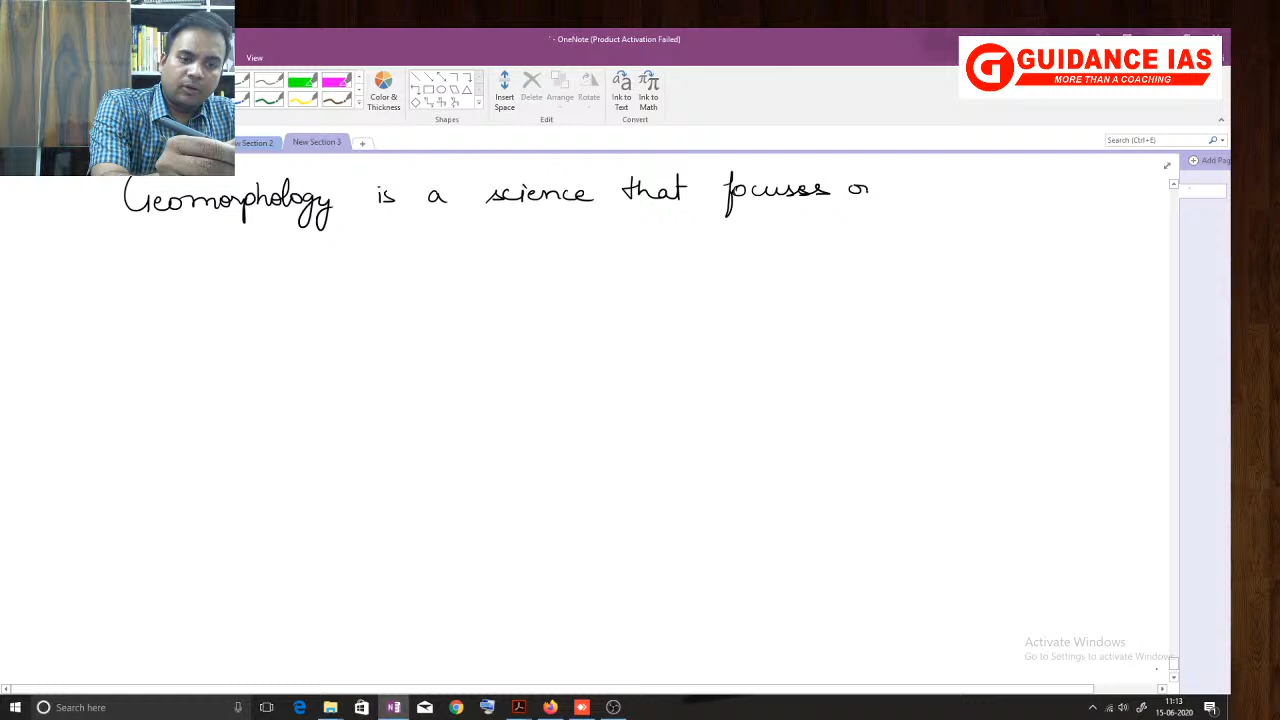 - OneNote (Product Activation Failed)
GUIDANCE IAS
MORE THAN A COACHING
View
Color & Thickness
Insert Space
Delete
Arrange
Rotate
Ink to Text
Ink to Math
Shapes
Edit
Convert
Section 2
New Section 3
Search (Ctrl+E)
Add Pag
Geomorphology is a science that focusses or
Activate Windows
Go to Settings to activate Windows.
Search here
11:13
15-06-2020